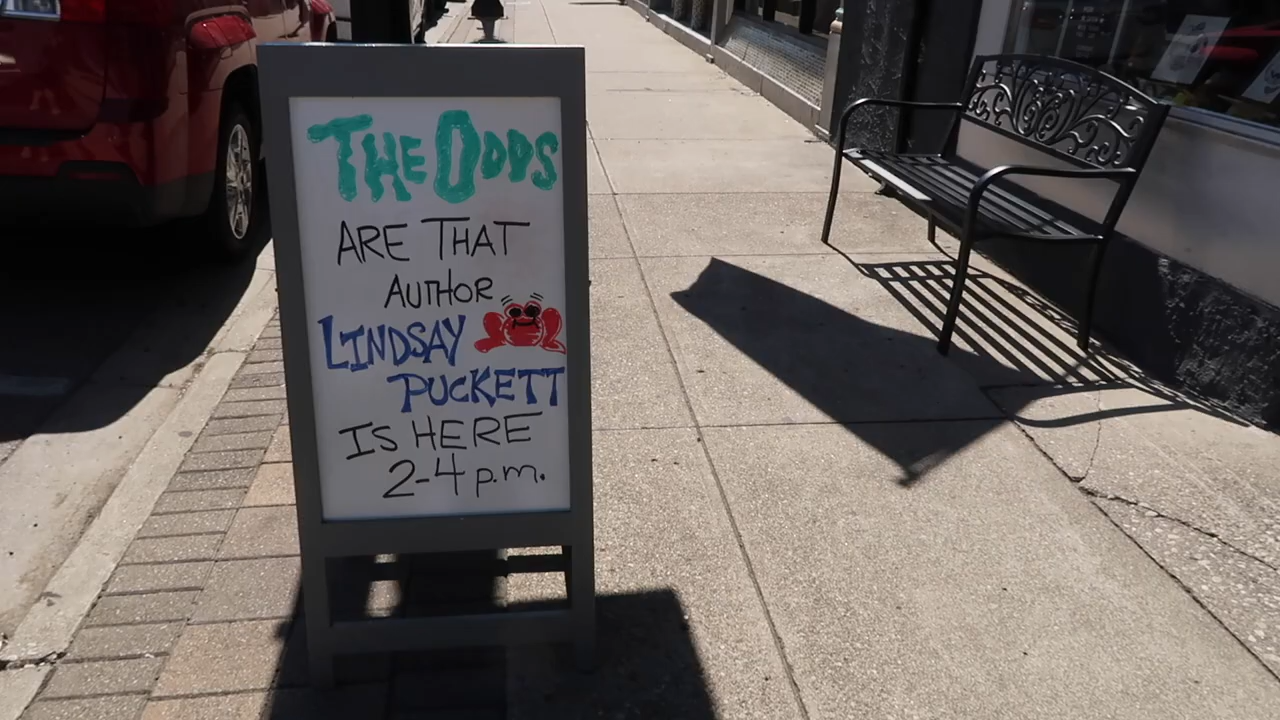 THE ODDS
ARE THAT
AUTHOR
LINDSAY
PUCKETT
IS HERE
2-4 p.m.